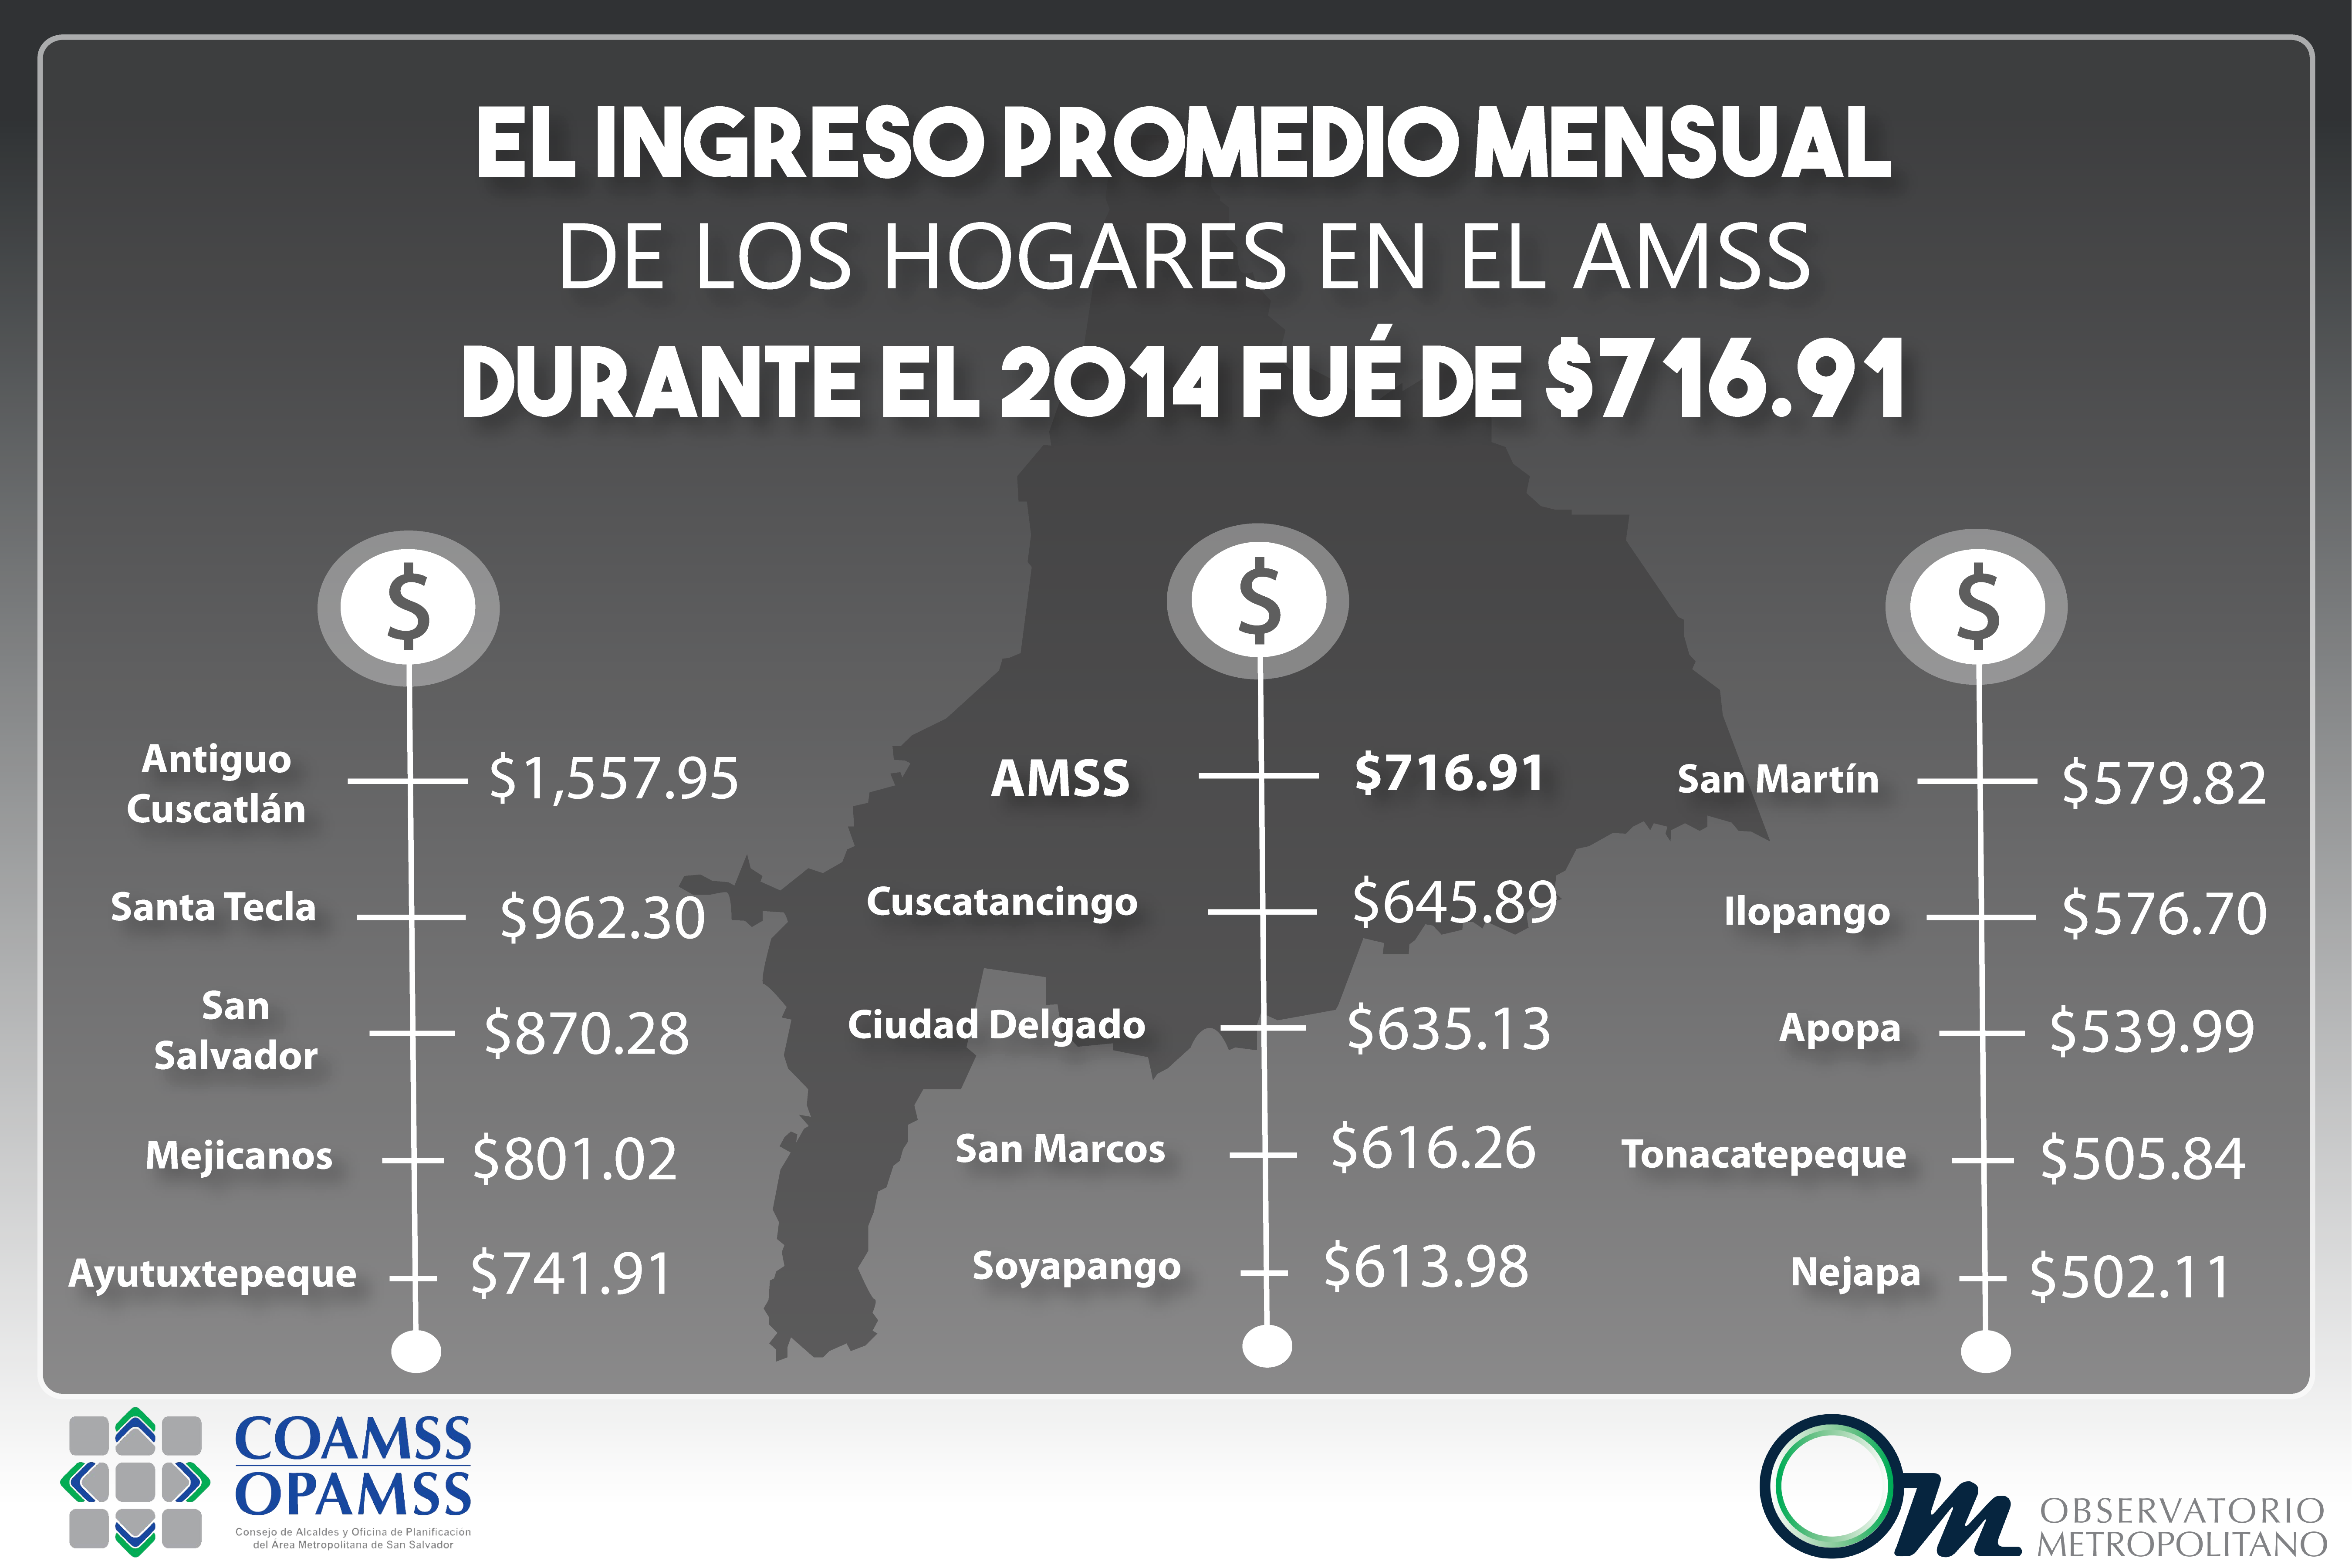 EL INGRESO PROMEDIO MENSUAL
DE LOS HOGARES EN EL AMSS
DURANTE EL 2014 FUÉ DE $716.91
$
Antiguo
Cuscatlán
$1,557.95
Santa Tecla
$962.30
San
Salvador
$870.28
Mejicanos
$801.02
Ayutuxtepeque
$741.91
$
AMSS
$716.91
Cuscatancingo
$645.89
Ciudad Delgado
$635.13
San Marcos
$616.26
Soyapango
$613.98
$
San Martín
$579.82
Ilopango
$576.70
Apopa
$539.99
Tonacatepeque
$505.84
Nejapa
$502.11
COAMSS
OPAMSS
Consejo de Alcaldes y Oficina de Planificación
del Área Metropolitana de San Salvador
Om
OBSERVATORIO
METROPOLITANO